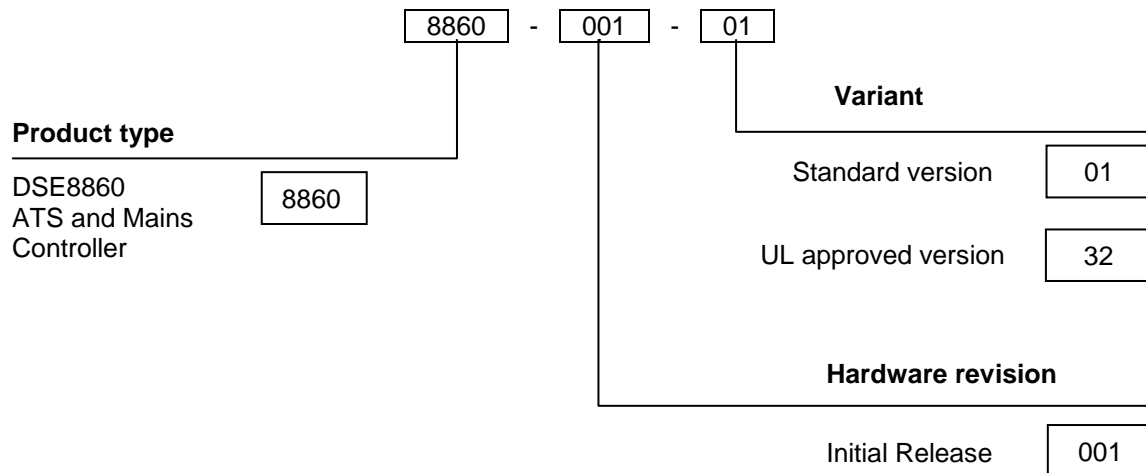 8860 - 001 - 01
Variant
Product type
DSE8860
ATS and Mains
Controller
8860
Standard version 01
UL approved version 32
Hardware revision
Initial Release 001